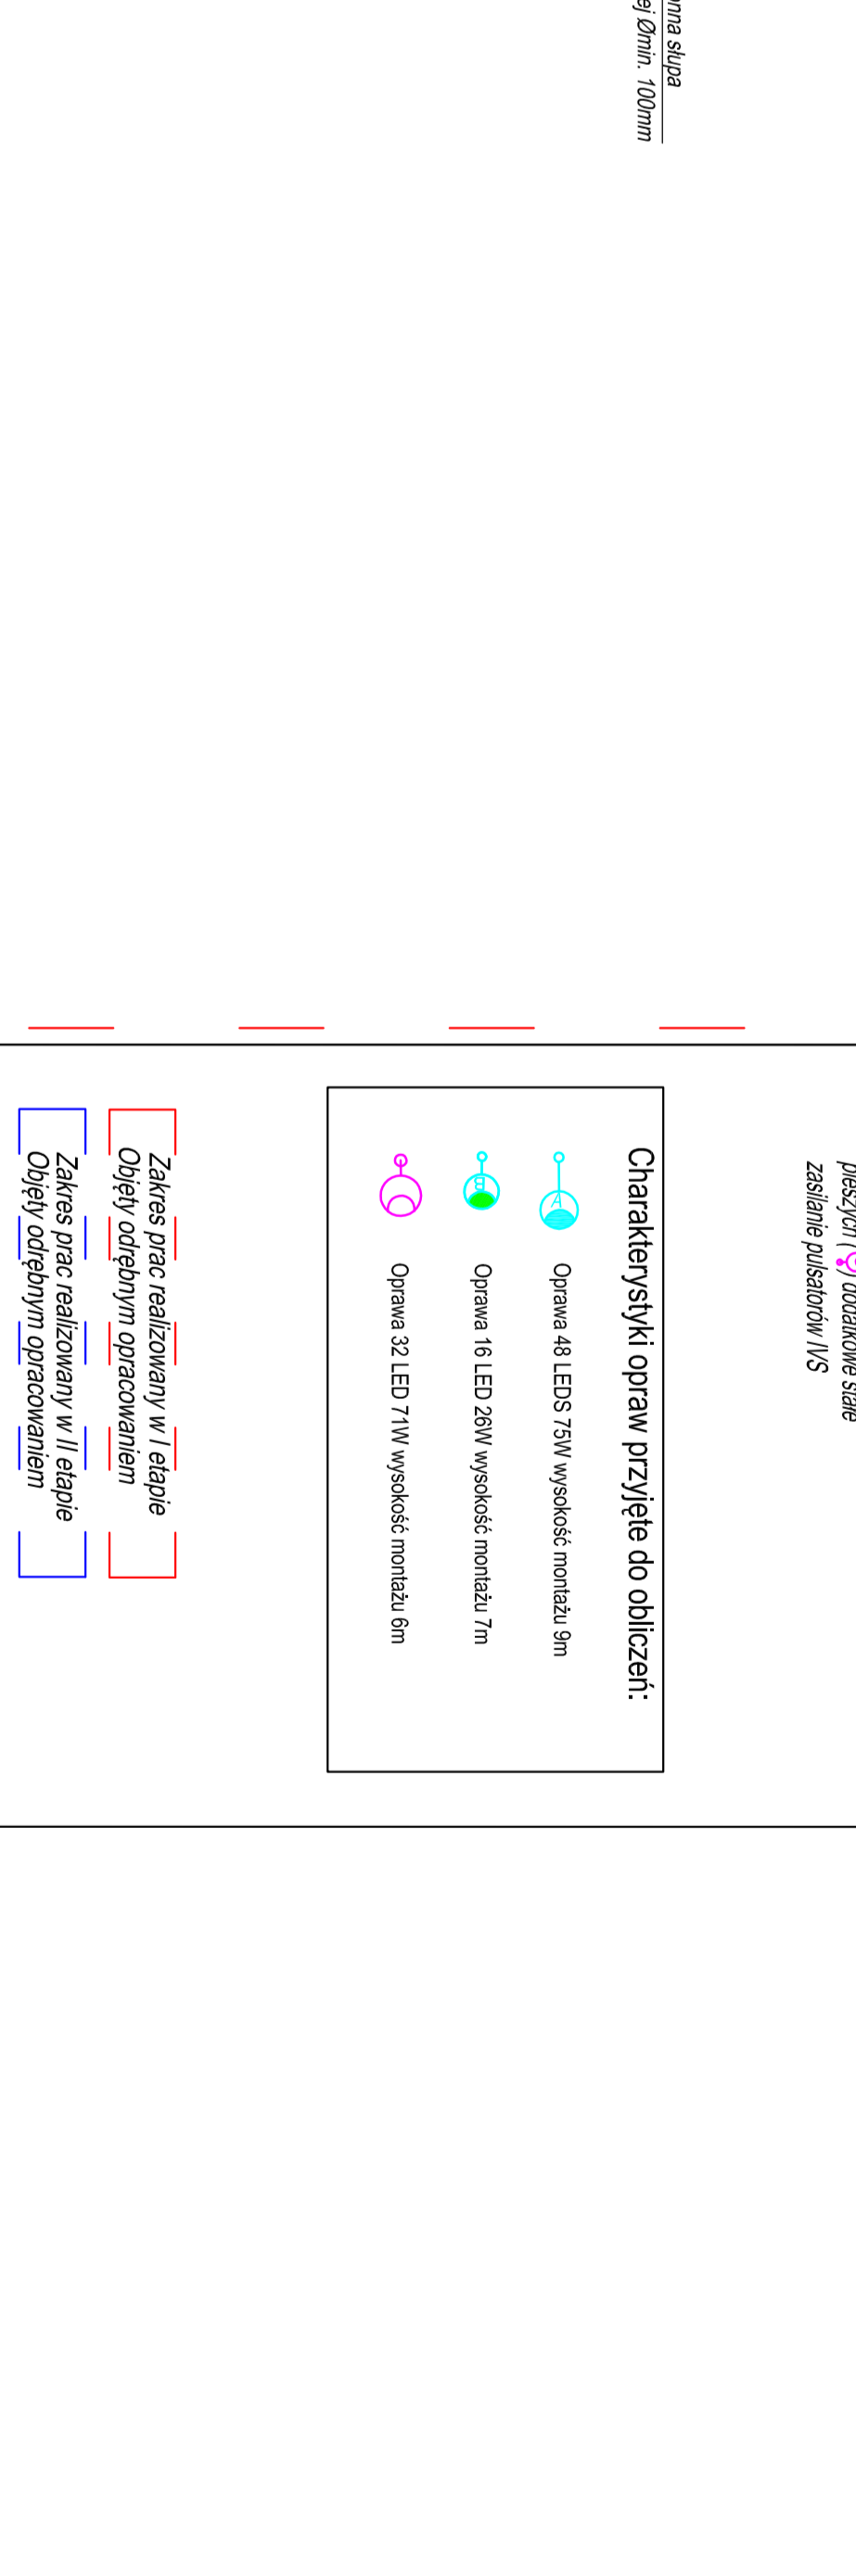 słupa
Ømin. 100mm
pieszych ( ) dodatkowe stałe
zasilanie pulsatorów IVS
Charakterystyki opraw przyjęte do obliczeń:
A Oprawa 48 LEDS 75W wysokość montażu 9m
B Oprawa 16 LED 26W wysokość montażu 7m
Oprawa 32 LED 71W wysokość montażu 6m
Zakres prac realizowany w I etapie
Objęty odrębnym opracowaniem
Zakres prac realizowany w II etapie
Objęty odrębnym opracowaniem